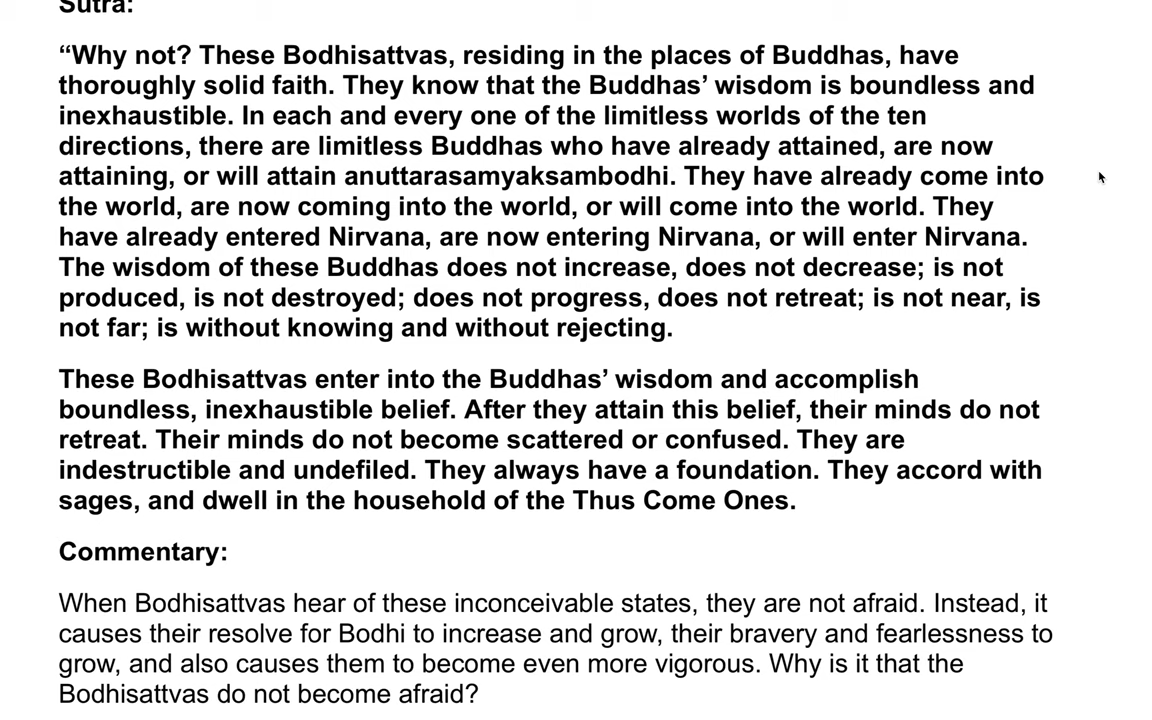 Sutra:
“Why not? These Bodhisattvas, residing in the places of Buddhas, have
thoroughly solid faith. They know that the Buddhas’ wisdom is boundless and
inexhaustible. In each and every one of the limitless worlds of the ten
directions, there are limitless Buddhas who have already attained, are now
attaining, or will attain anuttarasamyaksambodhi. They have already come into
the world, are now coming into the world, or will come into the world. They
have already entered Nirvana, are now entering Nirvana, or will enter Nirvana.
The wisdom of these Buddhas does not increase, does not decrease; is not
produced, is not destroyed; does not progress, does not retreat; is not near, is
not far; is without knowing and without rejecting.
These Bodhisattvas enter into the Buddhas’ wisdom and accomplish
boundless, inexhaustible belief. After they attain this belief, their minds do not
retreat. Their minds do not become scattered or confused. They are
indestructible and undefiled. They always have a foundation. They accord with
sages, and dwell in the household of the Thus Come Ones.
Commentary:
When Bodhisattvas hear of these inconceivable states, they are not afraid. Instead, it
causes their resolve for Bodhi to increase and grow, their bravery and fearlessness to
grow, and also causes them to become even more vigorous. Why is it that the
Bodhisattvas do not become afraid?